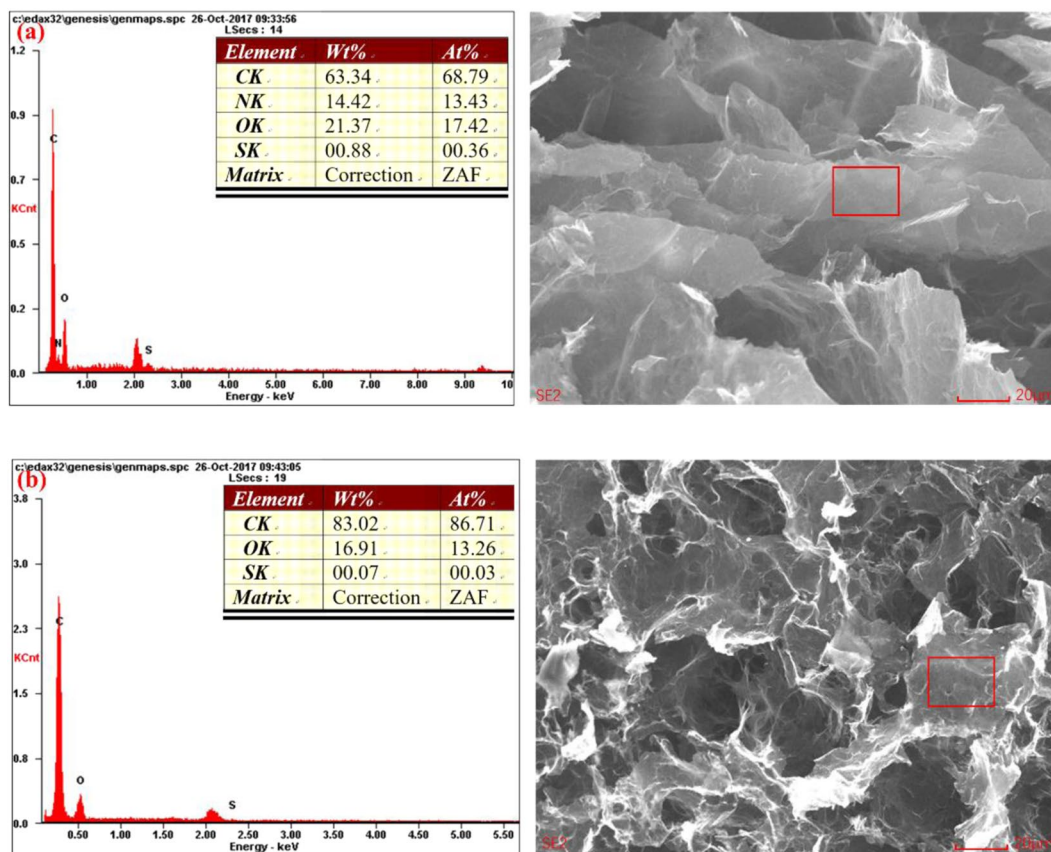 c:\edax32\genesis\genmaps.spc 26-Oct-2017 09:33:56
LSecs : 14
(a)
1.2
0.9
0.7
KCnt
0.5
0.2
0.0
C
O
N
S
1.00 2.00 3.00 4.00 5.00 6.00 7.00 8.00 9.00 10
Energy - keV
Element Wt% At%
CK 63.34 68.79
NK 14.42 13.43
OK 21.37 17.42
SK 00.88 00.36
Matrix Correction ZAF
SE2 20μm
c:\edax32\genesis\genmaps.spc 26-Oct-2017 09:43:05
LSecs : 19
(b)
3.8
3.0
2.3
KCnt
1.5
0.8
0.0
C
O
S
0.50 1.00 1.50 2.00 2.50 3.00 3.50 4.00 4.50 5.00 5.50
Energy - keV
Element Wt% At%
CK 83.02 86.71
OK 16.91 13.26
SK 00.07 00.03
Matrix Correction ZAF
SE2 20μm